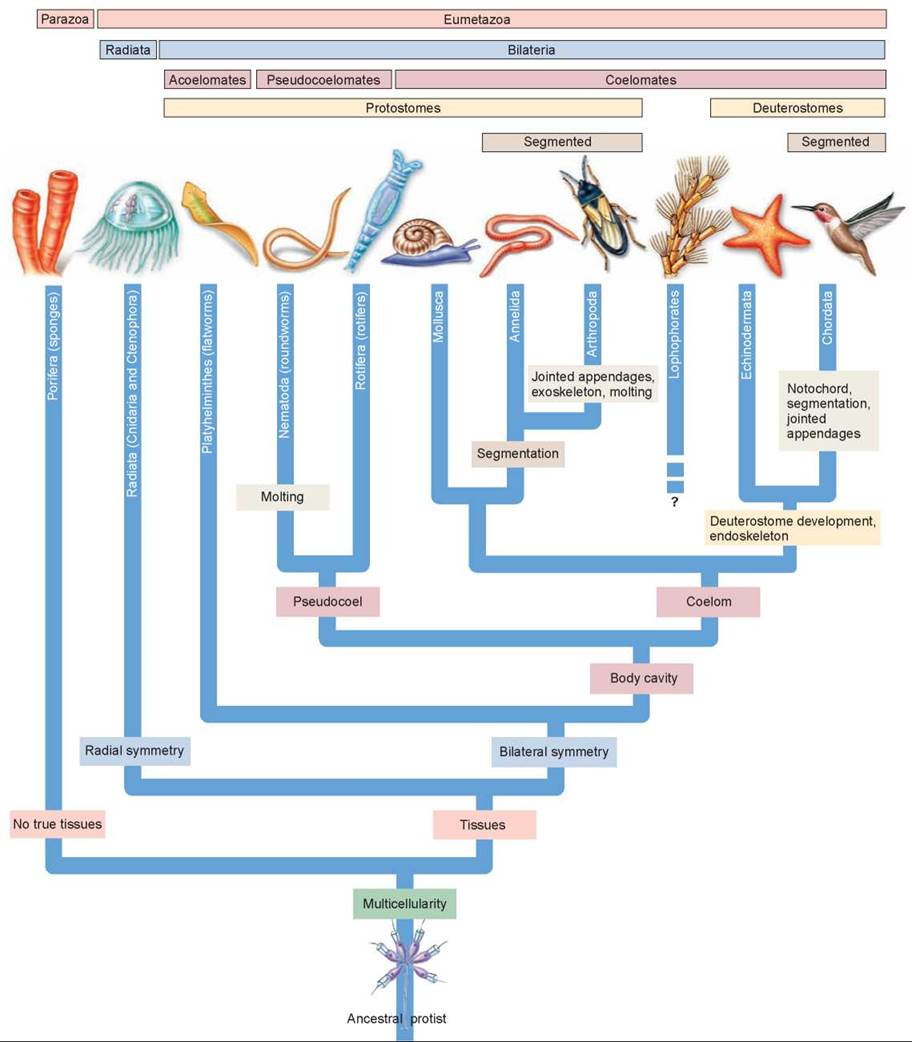 Parazoa
Eumetazoa
Radiata
Bilateria
Acoelomates
Pseudocoelomates
Coelomates
Protostomes
Deuterostomes
Segmented
Segmented
Porifera (sponges)
Radiata (Cnidaria and Ctenophora)
Platyhelminthes (flatworms)
Nematoda (roundworms)
Rotifera (rotifers)
Mollusca
Annelida
Arthropoda
Lophophorates
Echinodermata
Chordata
Jointed appendages,
exoskeleton, molting
Notochord,
segmentation,
jointed
appendages
Segmentation
Molting
?
Deuterostome development,
endoskeleton
Pseudocoel
Coelom
Body cavity
Radial symmetry
Bilateral symmetry
No true tissues
Tissues
Multicellularity
Ancestral protist